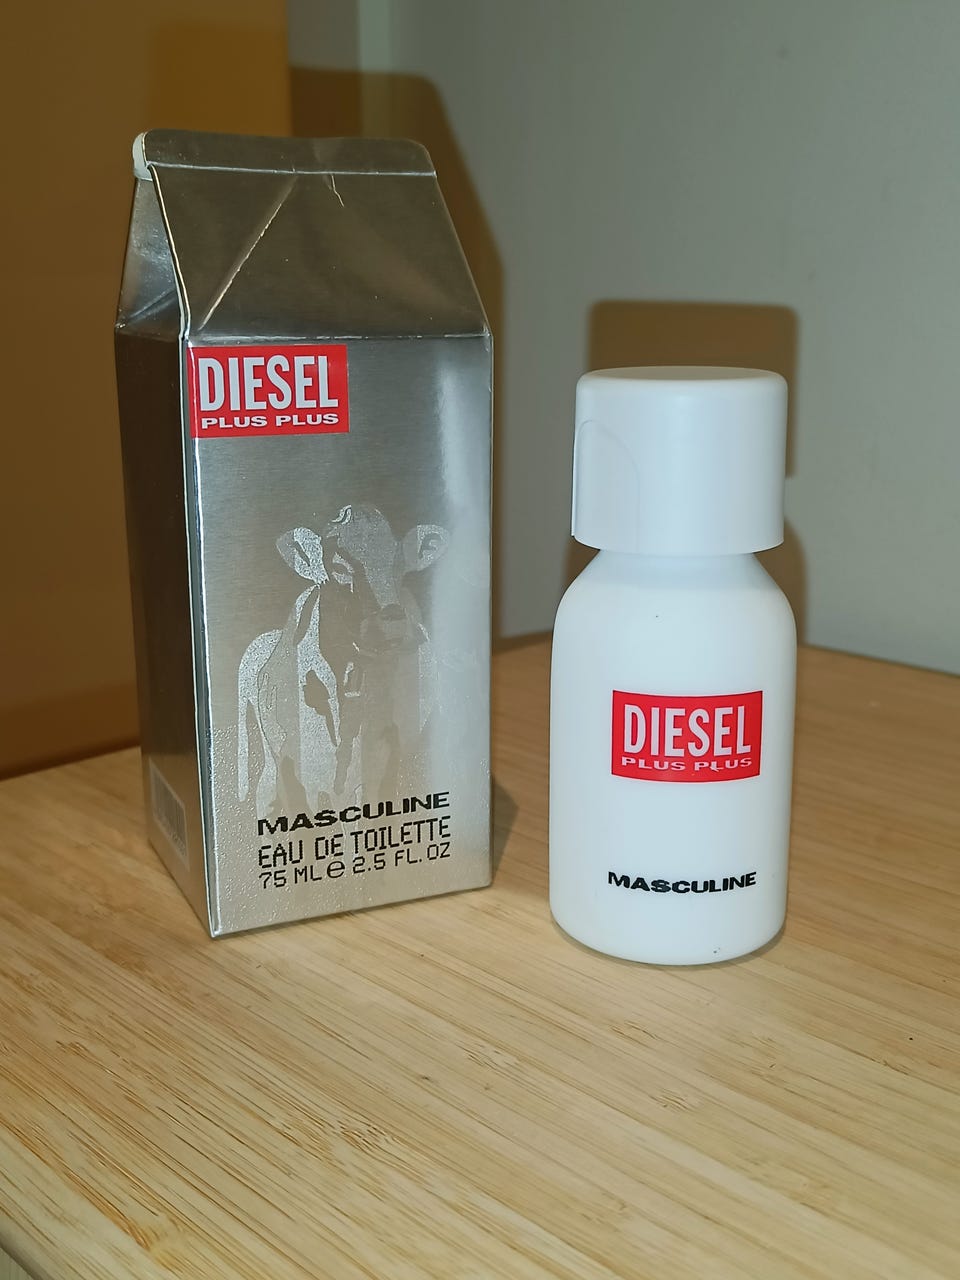 DIESEL
PLUS PLUS
MASCULINE
EAU DE TOILETTE
75 ML e 2.5 FL. OZ
DIESEL
PLUS PLUS
MASCULINE